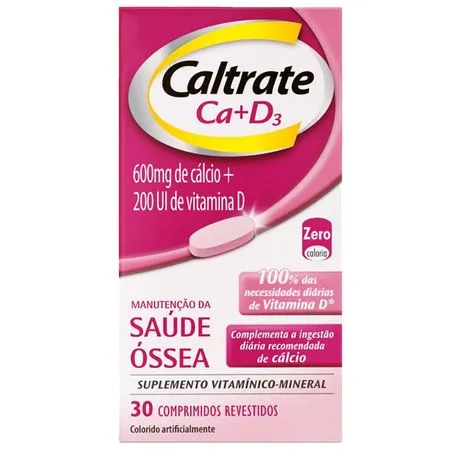 Caltrate
Ca+D3
600mg de cálcio +
200 UI de vitamina D
Zero
caloria
100% das
necessidades diárias
de Vitamina D*
MANUTENÇÃO DA
SAÚDE
ÓSSEA
Complementa a ingestão
diária recomendada
de cálcio
SUPLEMENTO VITAMÍNICO-MINERAL
30 COMPRIMIDOS REVESTIDOS
Colorido artificialmente